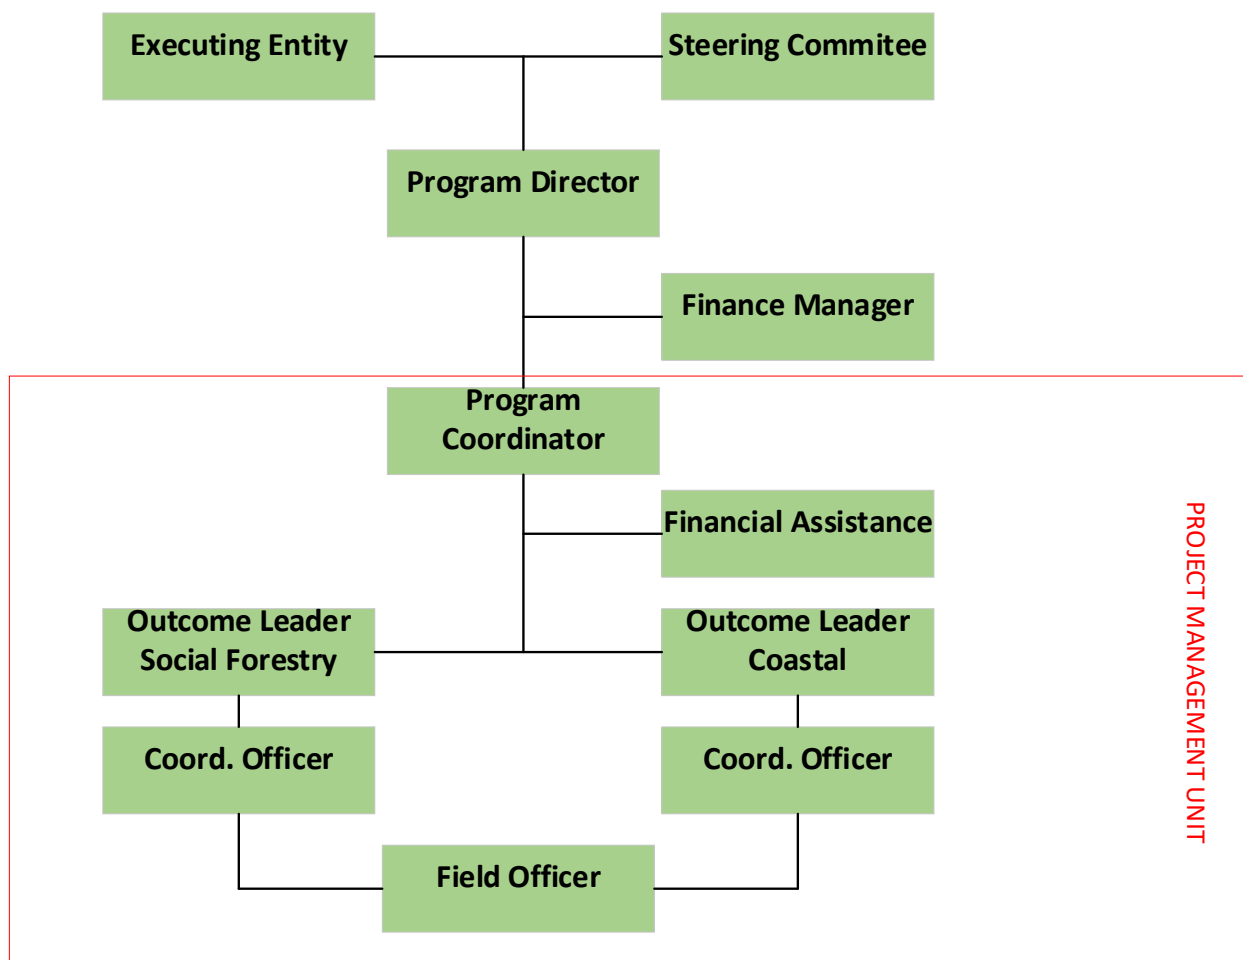 Executing Entity
Steering Commitee
Program Director
Finance Manager
Program
Coordinator
Financial Assistance
Outcome Leader
Social Forestry
Outcome Leader
Coastal
Coord. Officer
Coord. Officer
Field Officer
PROJECT MANAGEMENT UNIT